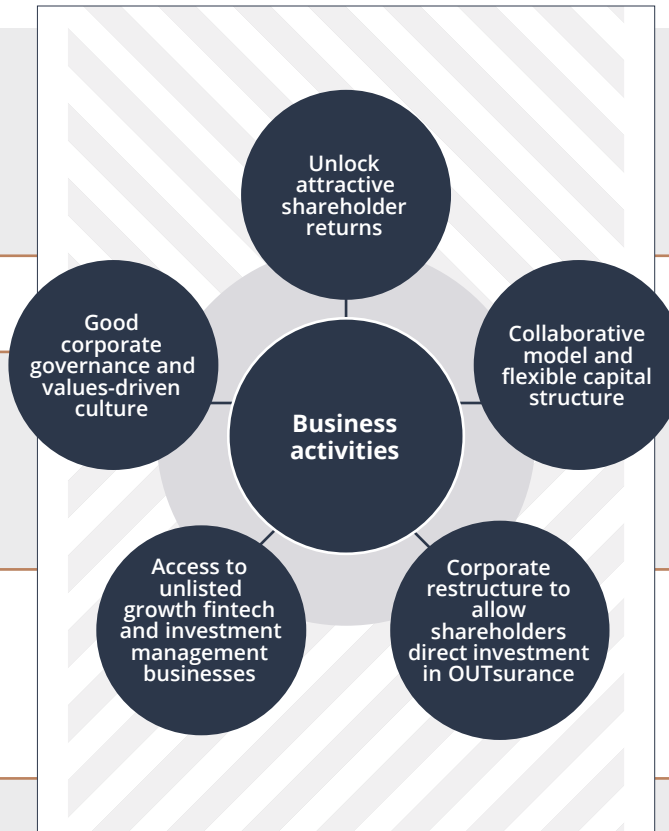 Unlock
attractive
shareholder
returns
Good
corporate
governance and
values-driven
culture
Collaborative
model and
flexible capital
structure
Business
activities
Access to
unlisted
growth fintech
and investment
management
businesses
Corporate
restructure to
allow
shareholders
direct investment
in OUTsurance